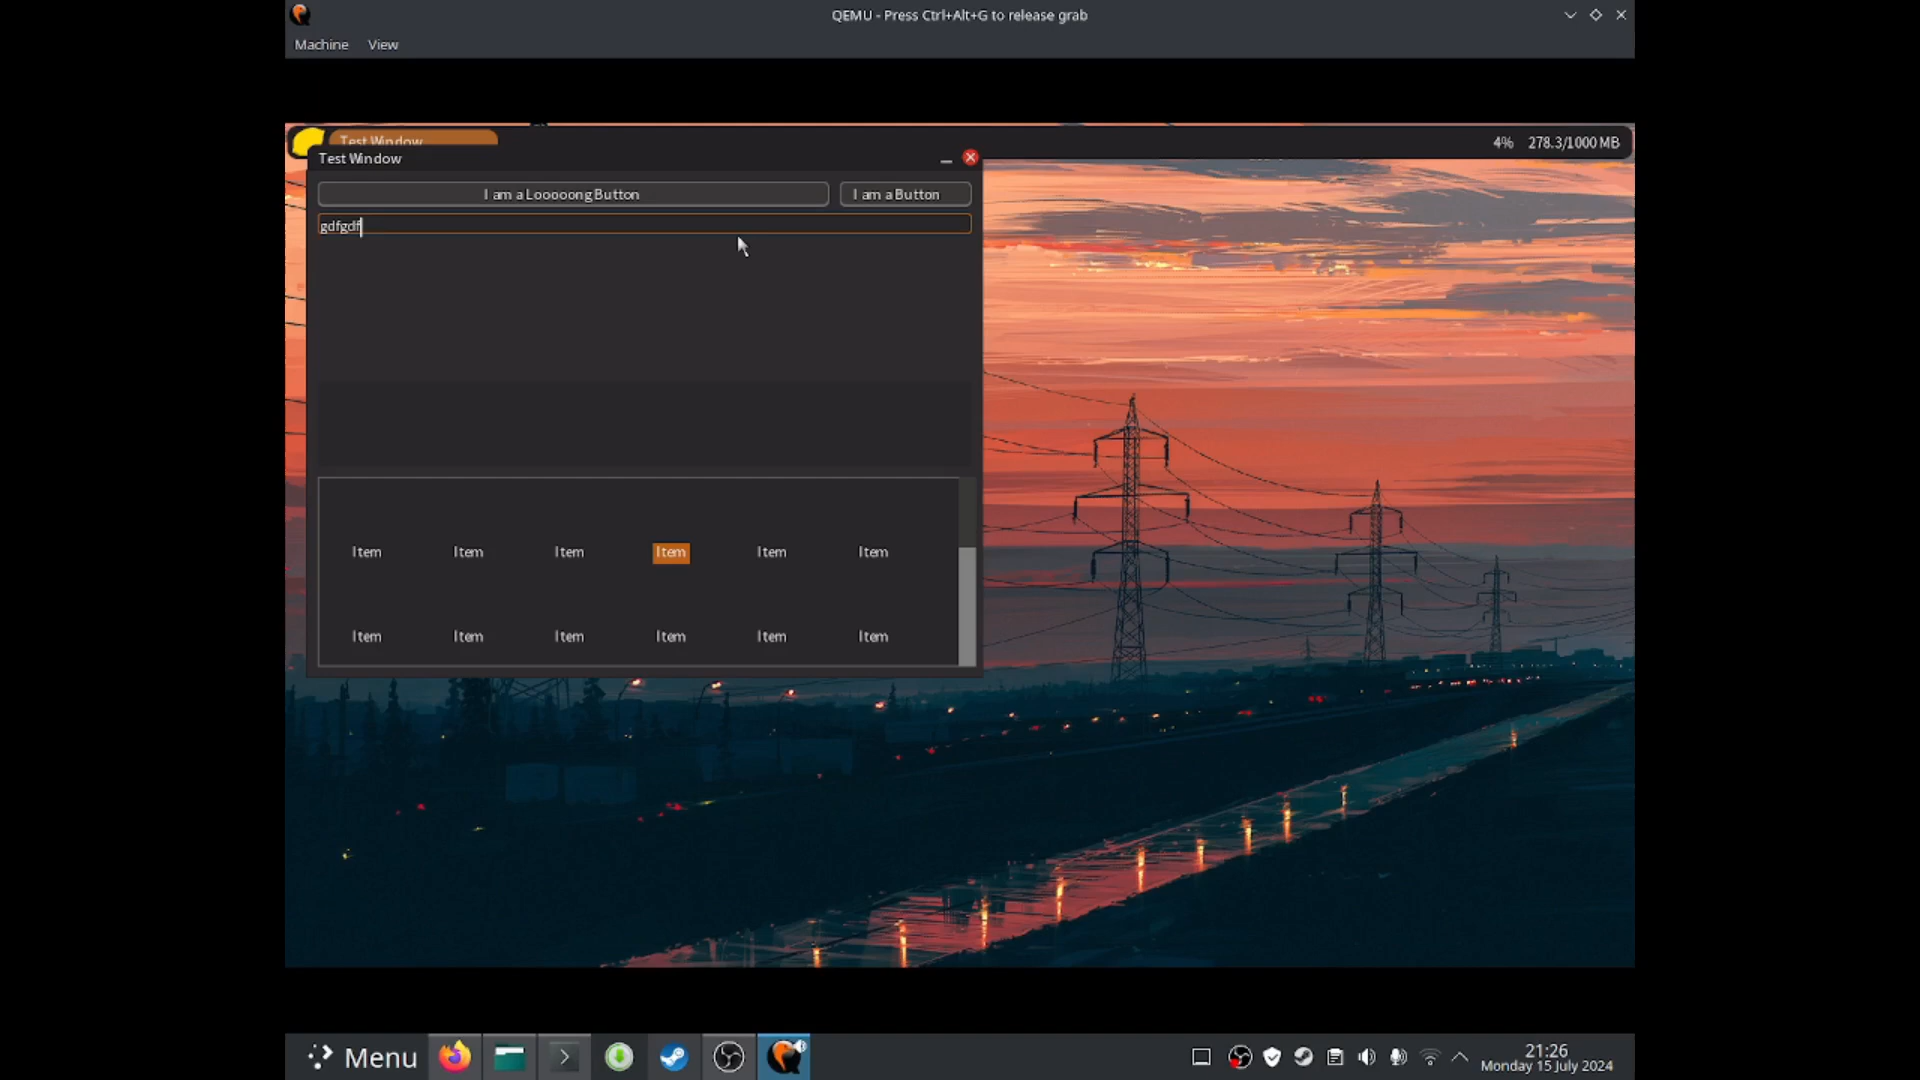 QEMU - Press Ctrl+Alt+G to release grab
Machine View
Test Window
4% 278.3/1000 MB
Test Window
I am a Looooong Button I am a Button
gdfgdf
Item Item Item Item Item Item
Item Item Item Item Item Item
Menu
21:26
Monday 15 July 2024